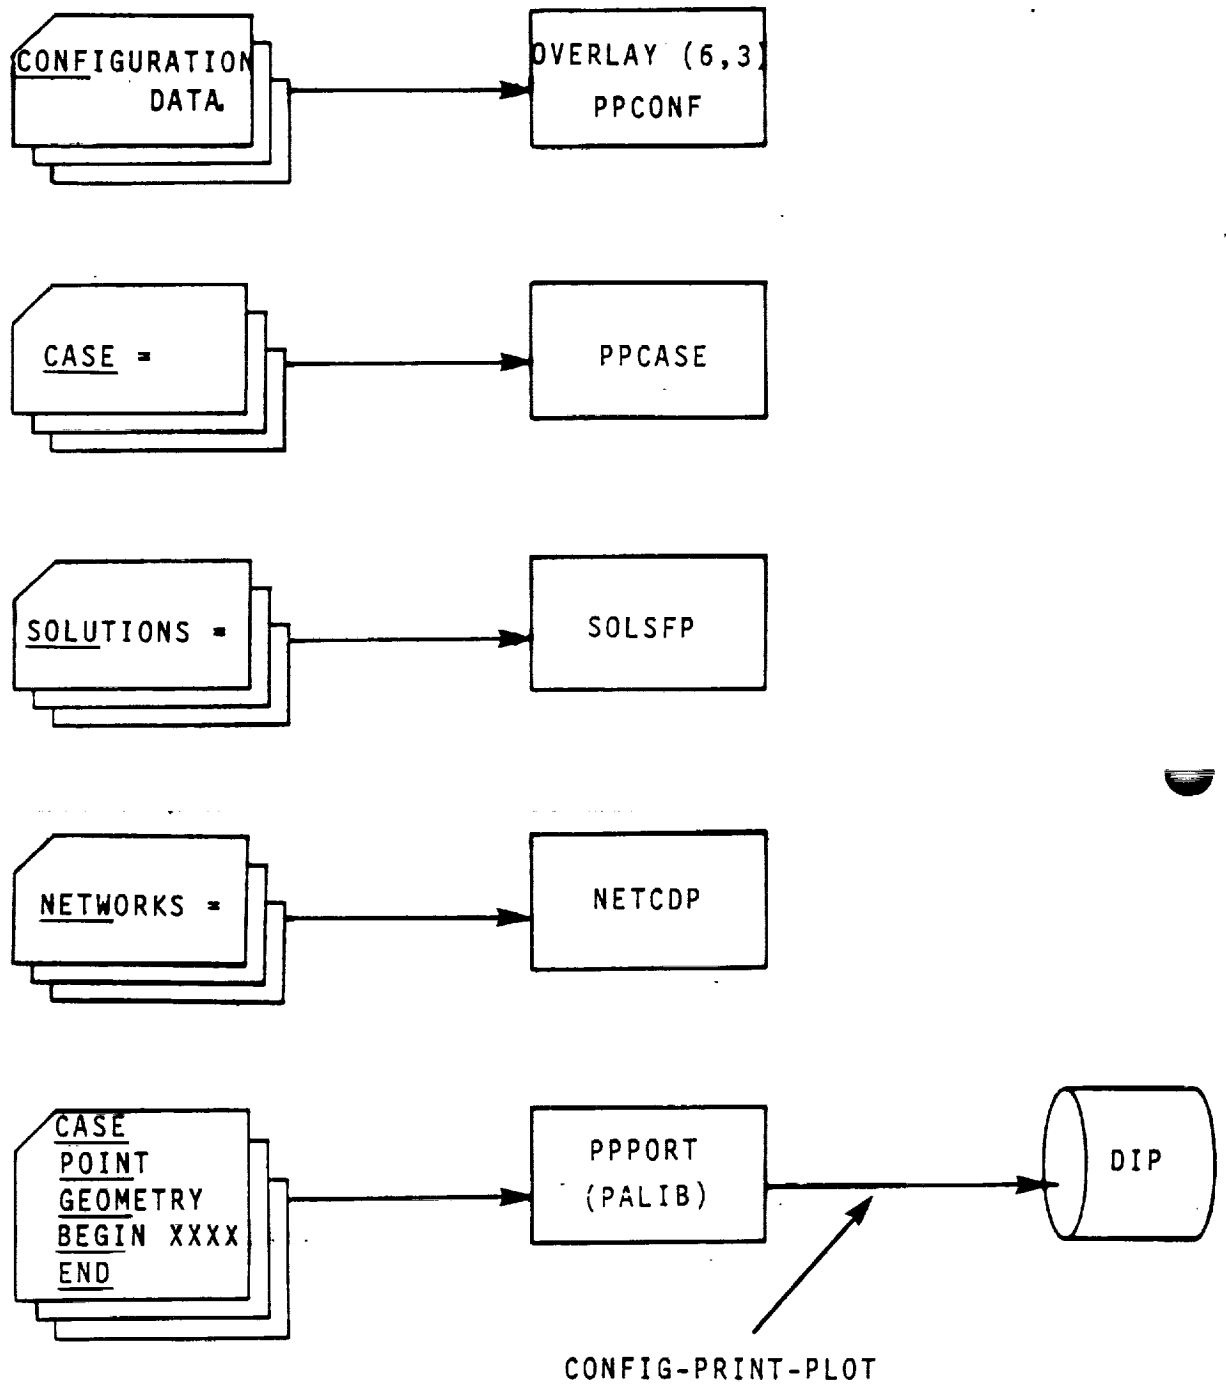 CONFIGURATION
DATA.
OVERLAY (6,3)
PPCONF
CASE =
PPCASE
SOLUTIONS =
SOLSFP
NETWORKS =
NETCDP
CASE
POINT
GEOMETRY
BEGIN XXXX
END
PPPORT
(PALIB)
DIP
CONFIG-PRINT-PLOT